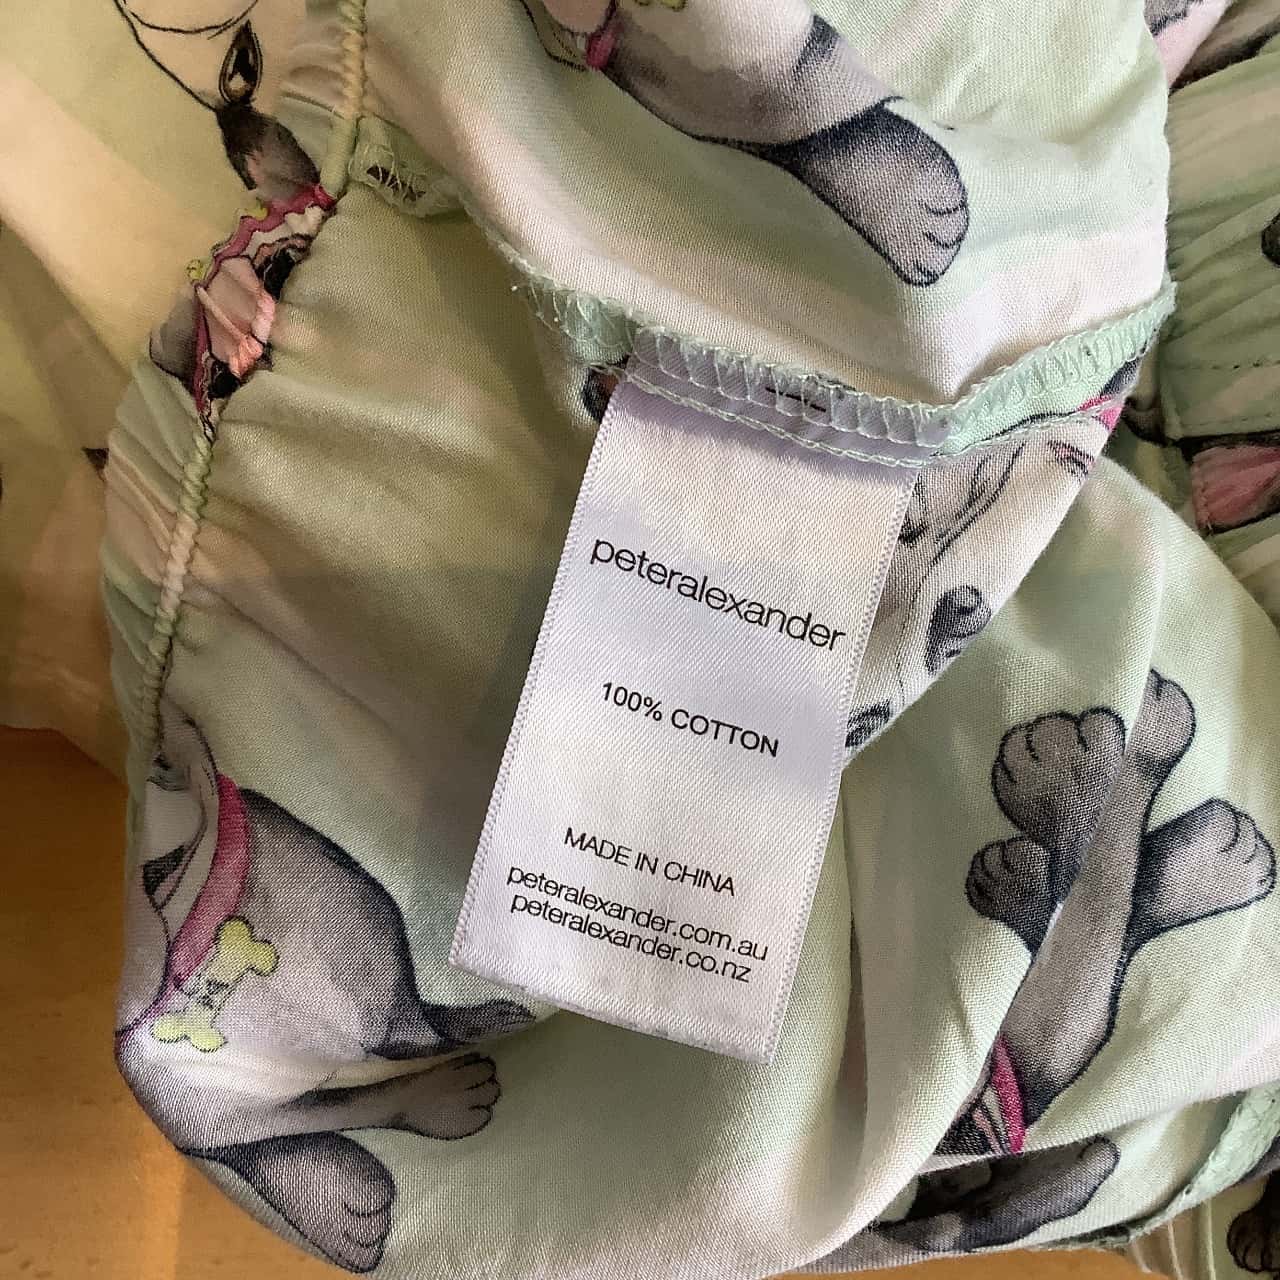 peteralexander
100% COTTON
MADE IN CHINA
peteralexander.com.au
peteralexander.co.nz